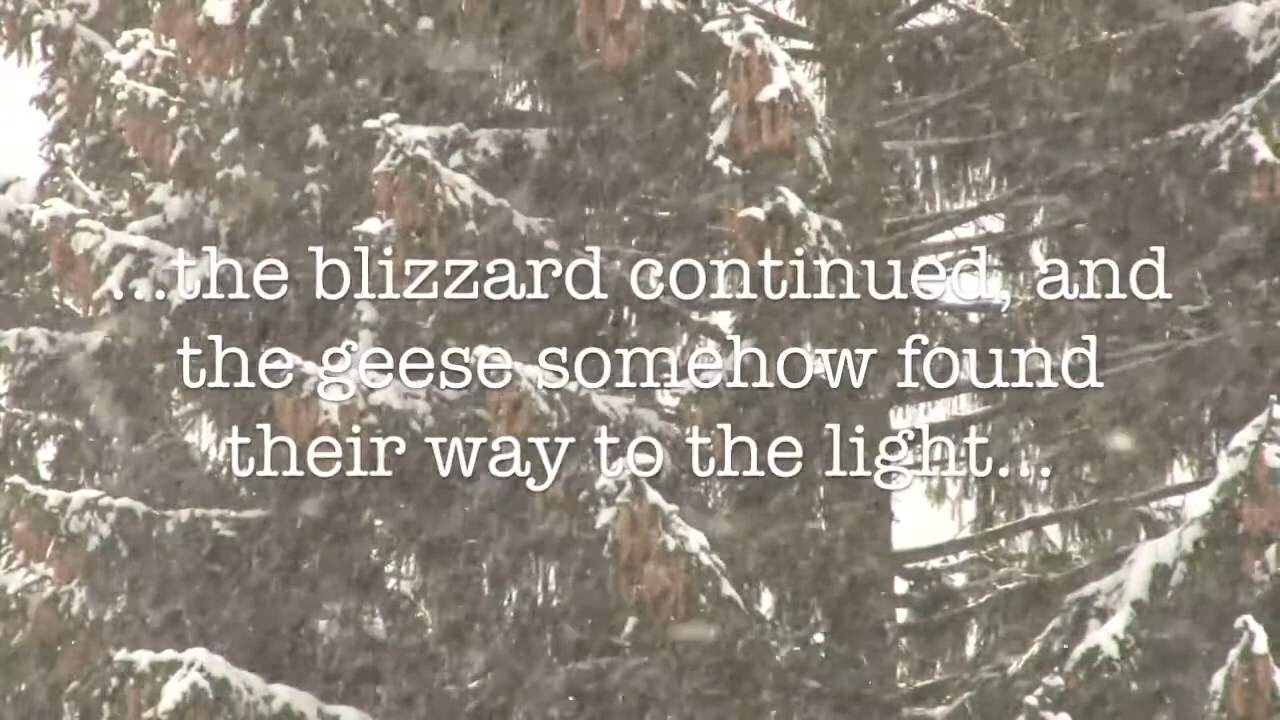 ...the blizzard continued, and
the geese somehow found
their way to the light...